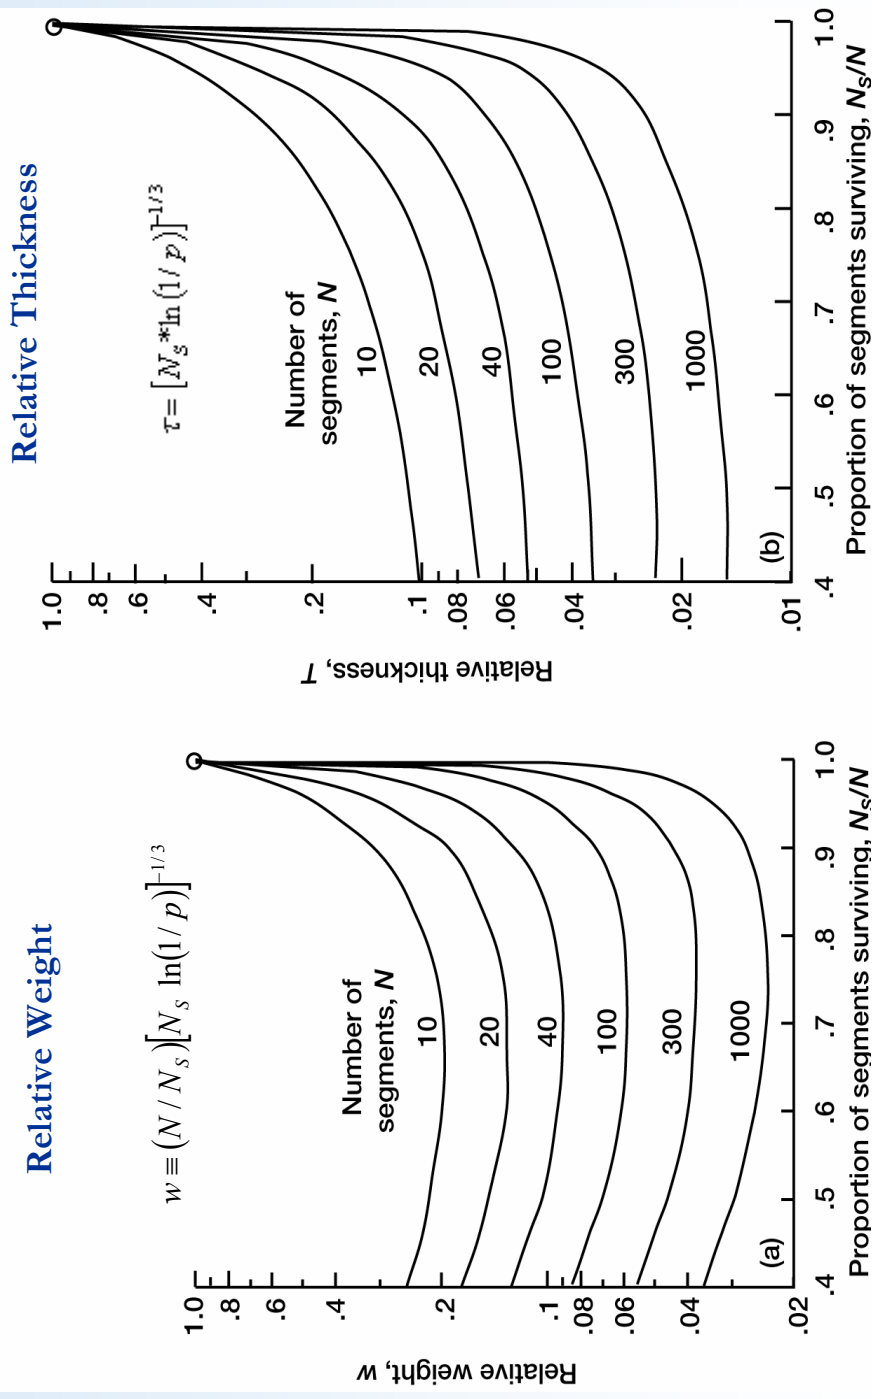 Relative Weight
w ≡ (N / N_S)[N_S ln(1 / p)]^{-1/3}
Relative weight, w
1.0
.8
.6
.4
.2
.1
.08
.06
.04
.02
Number of
segments, N
10
20
40
100
300
1000
(a)
.4 .5 .6 .7 .8 .9 1.0
Proportion of segments surviving, N_S/N
Relative Thickness
τ = [N_S * ln(1/ p)]^{-1/3}
Relative thickness, T
1.0
.8
.6
.4
.2
.1
.08
.06
.04
.02
.01
Number of
segments, N
10
20
40
100
300
1000
(b)
.4 .5 .6 .7 .8 .9 1.0
Proportion of segments surviving, N_S/N